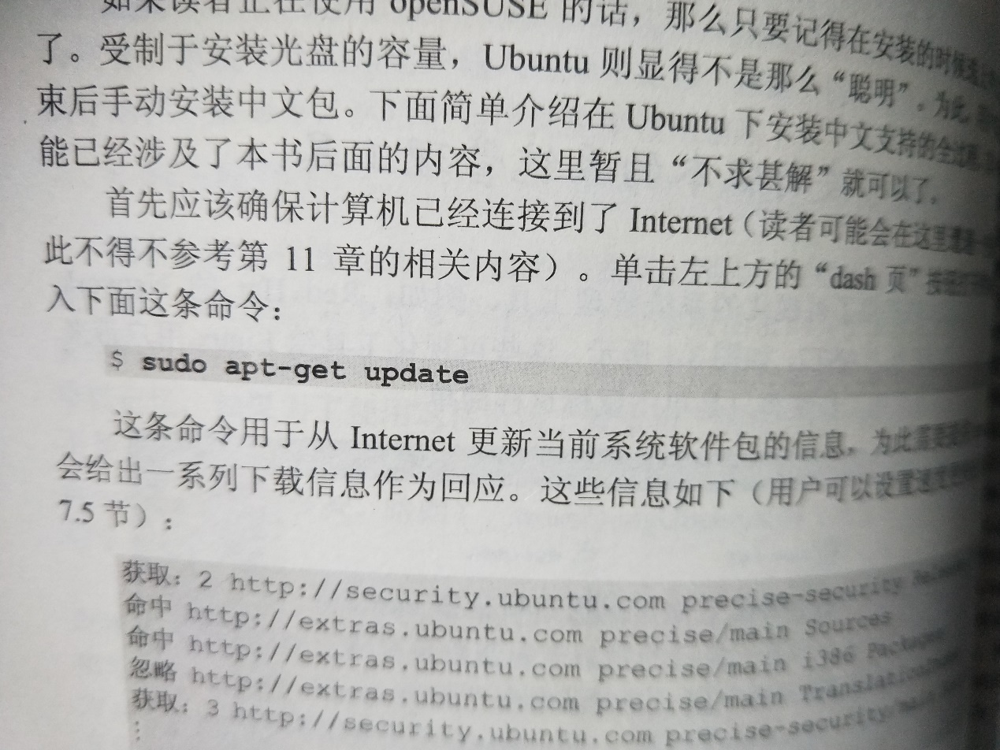 如果读者正在使用 openSUSE 的话，那么只要记得在安装的时候选
了。受制于安装光盘的容量，Ubuntu 则显得不是那么“聪明”。为此，
束后手动安装中文包。下面简单介绍在 Ubuntu 下安装中文支持的全过程
能已经涉及了本书后面的内容，这里暂且“不求甚解”就可以了。
首先应该确保计算机已经连接到了 Internet（读者可能会在这里遇
此不得不参考第 11 章的相关内容）。单击左上方的“dash 页”按钮
入下面这条命令：
$ sudo apt-get update
这条命令用于从 Internet 更新当前系统软件包的信息，为此需要
会给出一系列下载信息作为回应。这些信息如下（用户可以设置
7.5 节）：
获取：2 http://security.ubuntu.com precise-security
命中 http://extras.ubuntu.com precise/main Sources
命中 http://extras.ubuntu.com precise/main i386 Packages
忽略 http://extras.ubuntu.com precise/main
获取：3 http://security.ubuntu.com precise-security/main
⋮